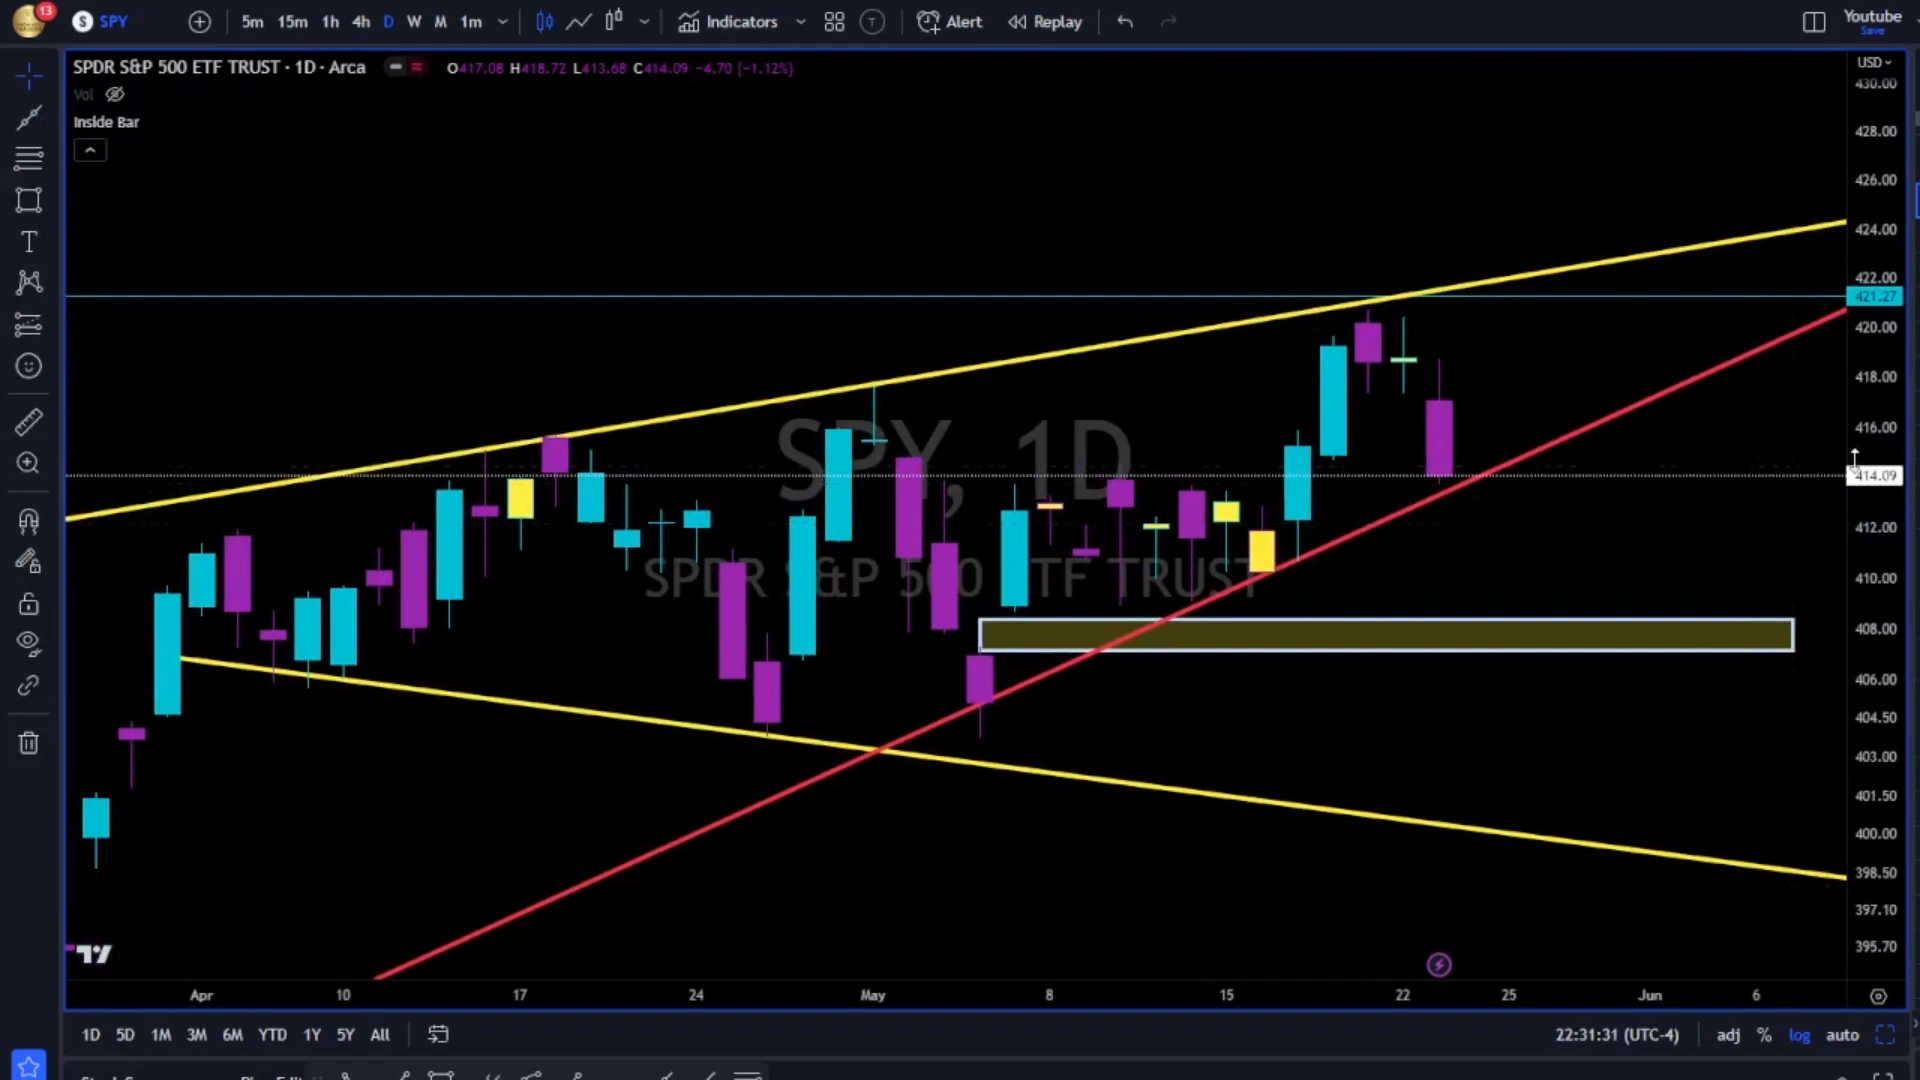 13
S SPY
5m 15m 1h 4h D W M 1m
Indicators
T
Alert
Replay
Youtube
Save
SPDR S&P 500 ETF TRUST · 1D · Arca
O417.08 H418.72 L413.68 C414.09 −4.70 (−1.12%)
Vol
Inside Bar
USD
430.00
428.00
426.00
424.00
422.00
421.27
420.00
418.00
416.00
414.09
412.00
410.00
408.00
406.00
404.50
403.00
401.50
400.00
398.50
397.10
395.70
SPY, 1D
SPDR S&P 500 ETF TRUST
Apr 10 17 24 May 8 15 22 25 Jun 6
1D 5D 1M 3M 6M YTD 1Y 5Y All
22:31:31 (UTC-4)
adj % log auto